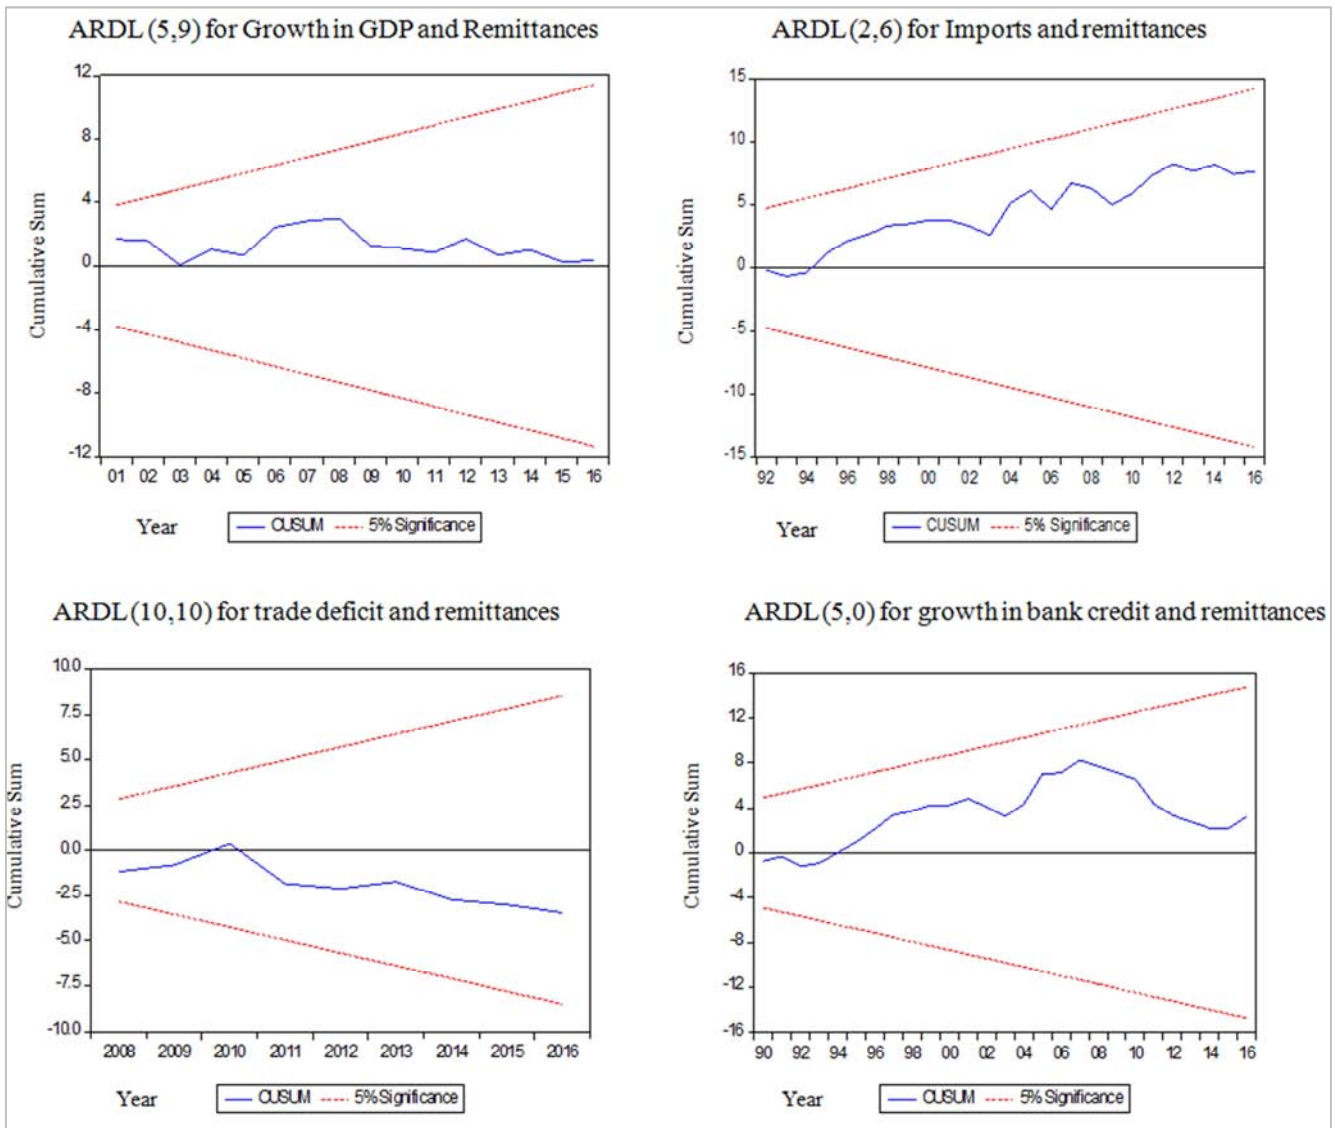 ARDL (5,9) for Growth in GDP and Remittances
12
8
4
0
-4
-8
-12
Cumulative Sum
01 02 03 04 05 06 07 08 09 10 11 12 13 14 15 16
Year
CUSUM 5% Significance
ARDL (2,6) for Imports and remittances
15
10
5
0
-5
-10
-15
Cumulative Sum
92 94 96 98 00 02 04 06 08 10 12 14 16
Year
CUSUM 5% Significance
ARDL (10,10) for trade deficit and remittances
10.0
7.5
5.0
2.5
0.0
-2.5
-5.0
-7.5
-10.0
Cumulative Sum
2008 2009 2010 2011 2012 2013 2014 2015 2016
Year
CUSUM 5% Significance
ARDL (5,0) for growth in bank credit and remittances
16
12
8
4
0
-4
-8
-12
-16
Cumulative Sum
90 92 94 96 98 00 02 04 06 08 10 12 14 16
Year
CUSUM 5% Significance